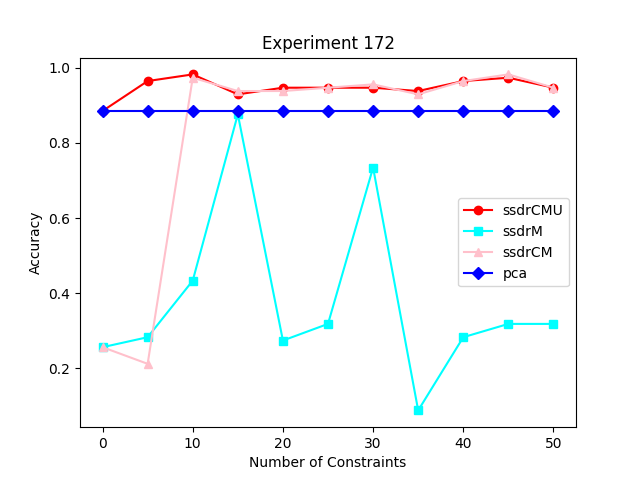 Experiment 172
Accuracy
1.0
0.8
0.6
0.4
0.2
ssdrCMU
ssdrM
ssdrCM
pca
0 10 20 30 40 50
Number of Constraints